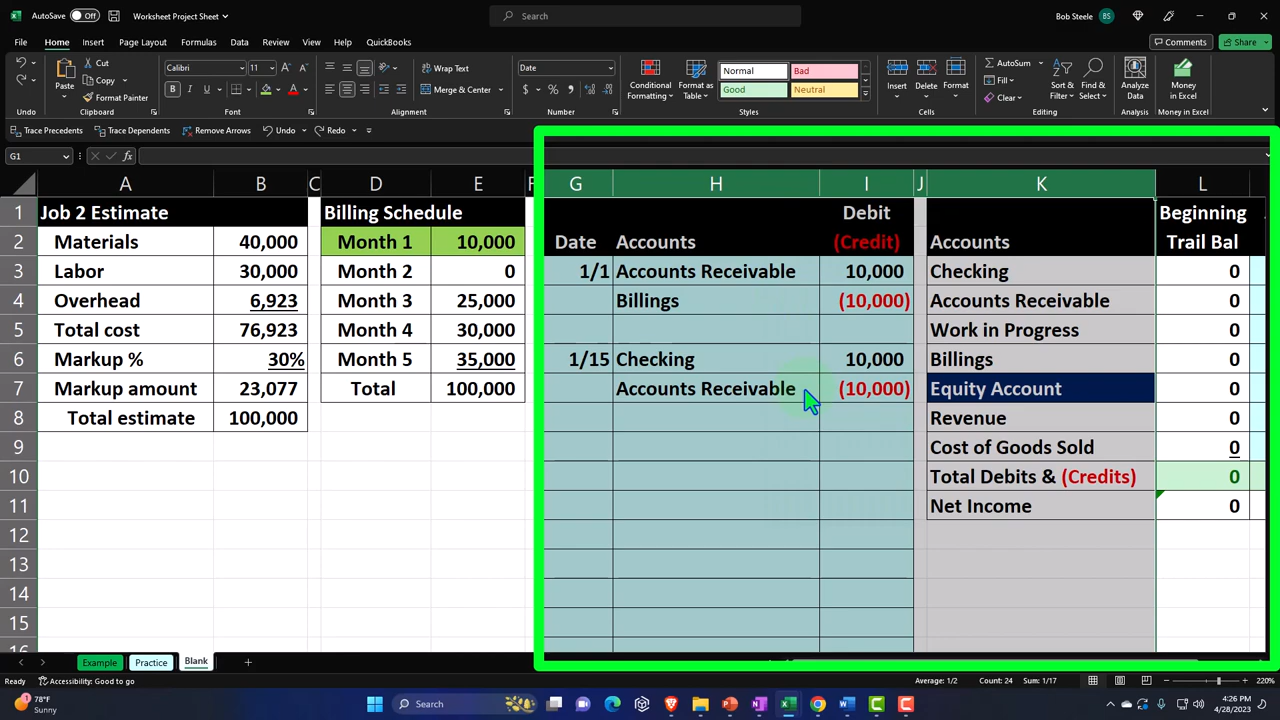 AutoSave Off Worksheet Project Sheet Search Bob Steele BS
File Home Insert Page Layout Formulas Data Review View Help QuickBooks Comments Share
Paste Cut Copy Format Painter
Calibri 11
B I U A
Wrap Text
Merge & Center
Date
$ % 9
Conditional Formatting Format as Table
Normal Bad
Good Neutral
Insert Delete Format
AutoSum Fill Clear
Sort & Filter Find & Select
Analyze Data
Money in Excel
Undo Clipboard Font Alignment Number Styles Cells Editing Analysis Money in Excel
Trace Precedents Trace Dependents Remove Arrows Undo Redo
G1 fx
A B C D E F G H I J K L
1 Job 2 Estimate Billing Schedule Debit Beginning
2 Materials 40,000 Month 1 10,000 Date Accounts (Credit) Accounts Trail Bal
3 Labor 30,000 Month 2 0 1/1 Accounts Receivable 10,000 Checking 0
4 Overhead 6,923 Month 3 25,000 Billings (10,000) Accounts Receivable 0
5 Total cost 76,923 Month 4 30,000 Work in Progress 0
6 Markup % 30% Month 5 35,000 1/15 Checking 10,000 Billings 0
7 Markup amount 23,077 Total 100,000 Accounts Receivable (10,000) Equity Account 0
8 Total estimate 100,000 Revenue 0
9 Cost of Goods Sold 0
10 Total Debits & (Credits) 0
11 Net Income 0
12
13
14
15
16
Example Practice Blank
Ready Accessibility: Good to go Average: 1/2 Count: 24 Sum: 1/17 220%
78°F
Sunny Search 4:26 PM
4/28/2023